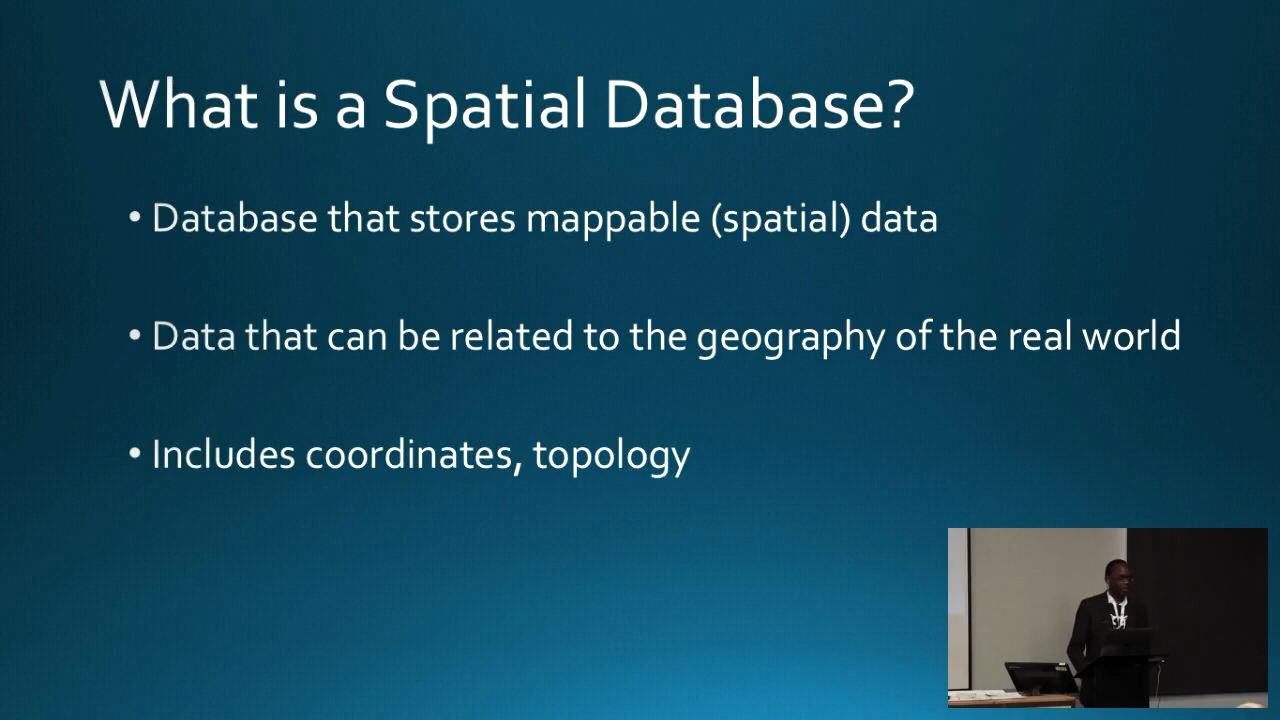 What is a Spatial Database?
• Database that stores mappable (spatial) data
• Data that can be related to the geography of the real world
• Includes coordinates, topology